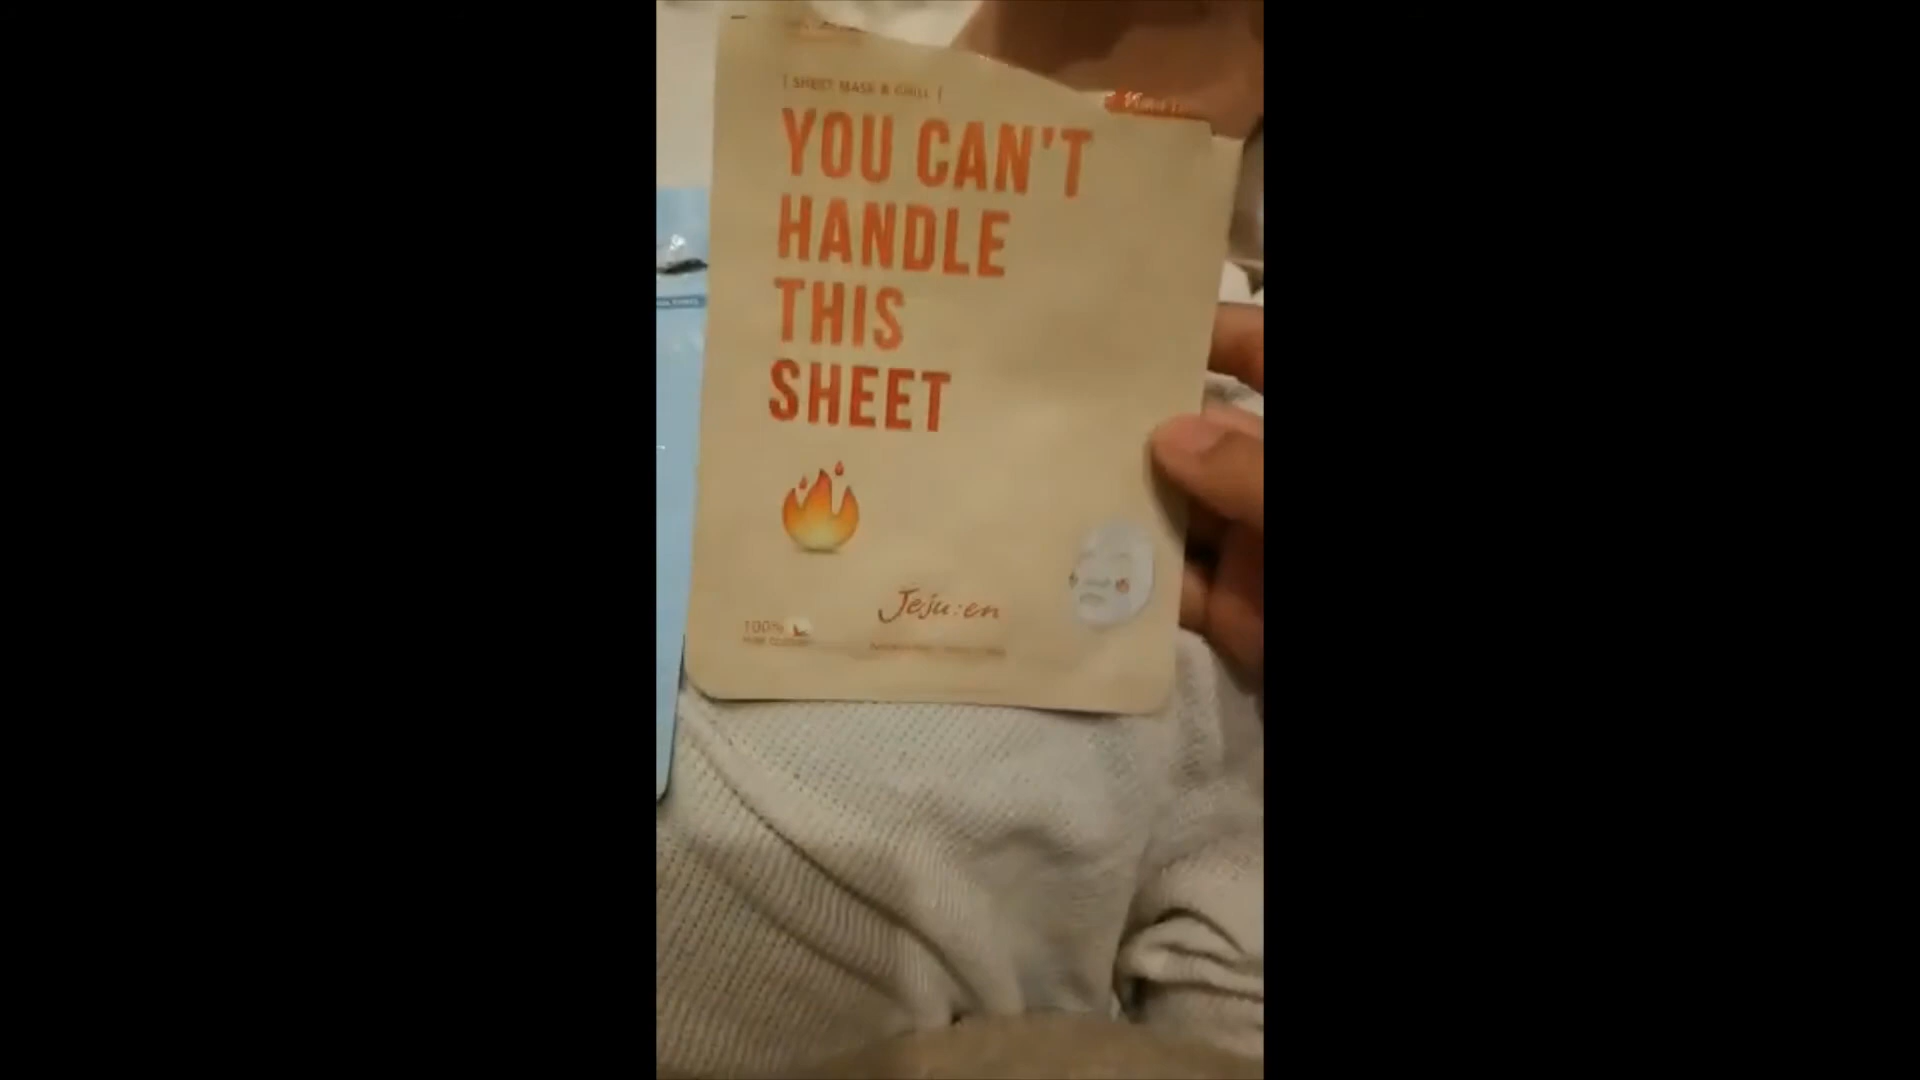 [ SHEET MASK & CHILL ]
YOU CAN'T
HANDLE
THIS
SHEET
Jeju:en
100%